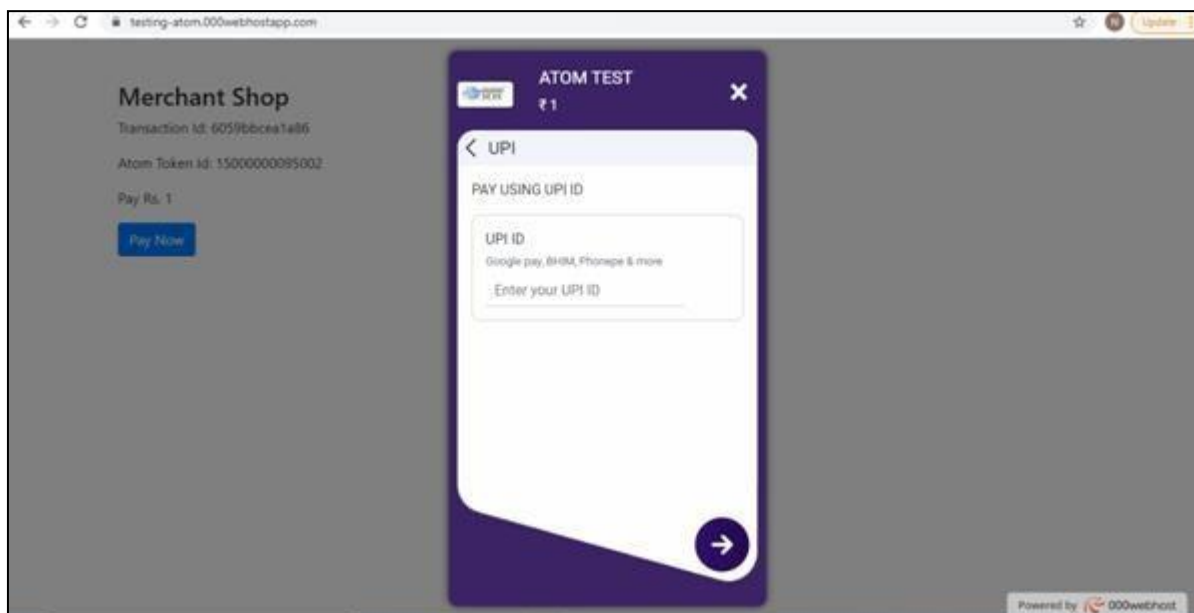 testing-atom.000webhostapp.com
N
Update
Merchant Shop
Transaction Id: 6059bbcea1a86
Atom Token Id: 15000000095002
Pay Rs. 1
Pay Now
ATOM TEST
₹ 1
UPI
PAY USING UPI ID
UPI ID
Google pay, BHIM, Phonepe & more
Enter your UPI ID
Powered by 000webhost